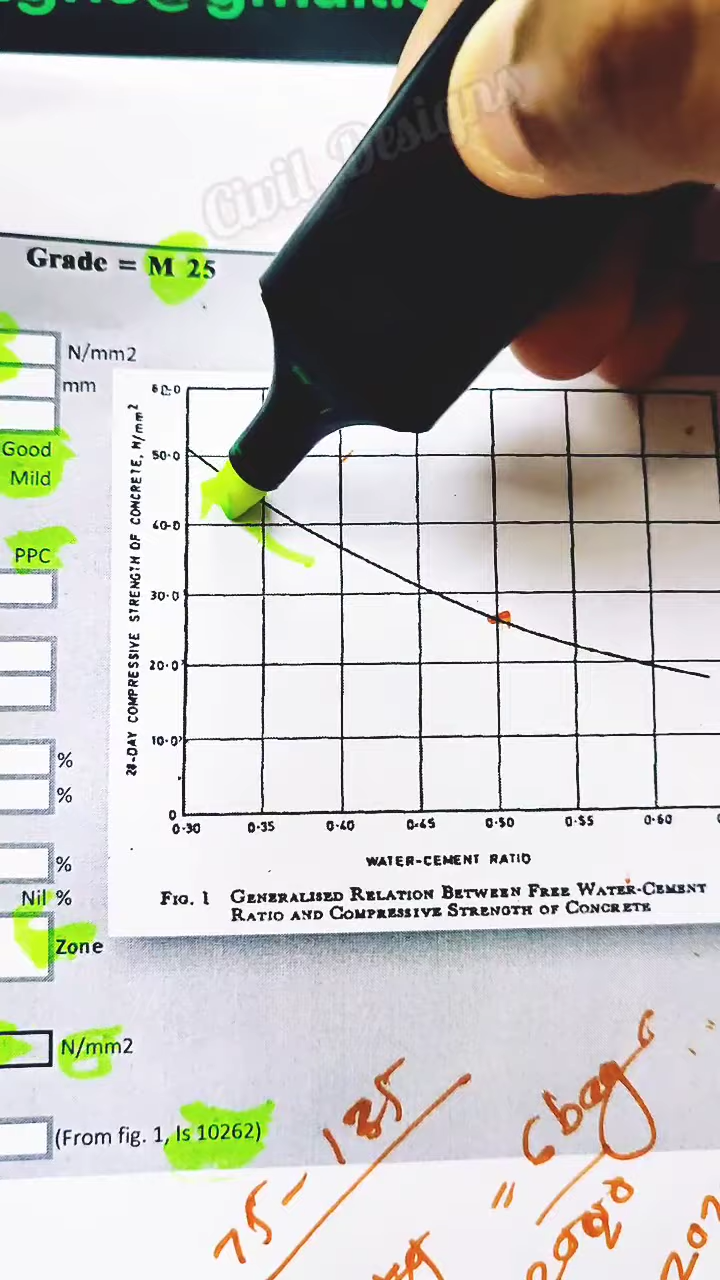 Civil Designs
Grade = M 25
N/mm2
mm
Good
Mild
PPC
%
%
%
Nil %
Zone
N/mm2
(From fig. 1, Is 10262)
28-DAY COMPRESSIVE STRENGTH OF CONCRETE, N/mm²
60·0
50·0
40·0
30·0
20·0
10·0
0
0·30 0·35 0·40 0·45 0·50 0·55 0·60
WATER-CEMENT RATIO
FIG. 1 GENERALISED RELATION BETWEEN FREE WATER-CEMENT
RATIO AND COMPRESSIVE STRENGTH OF CONCRETE
6bag